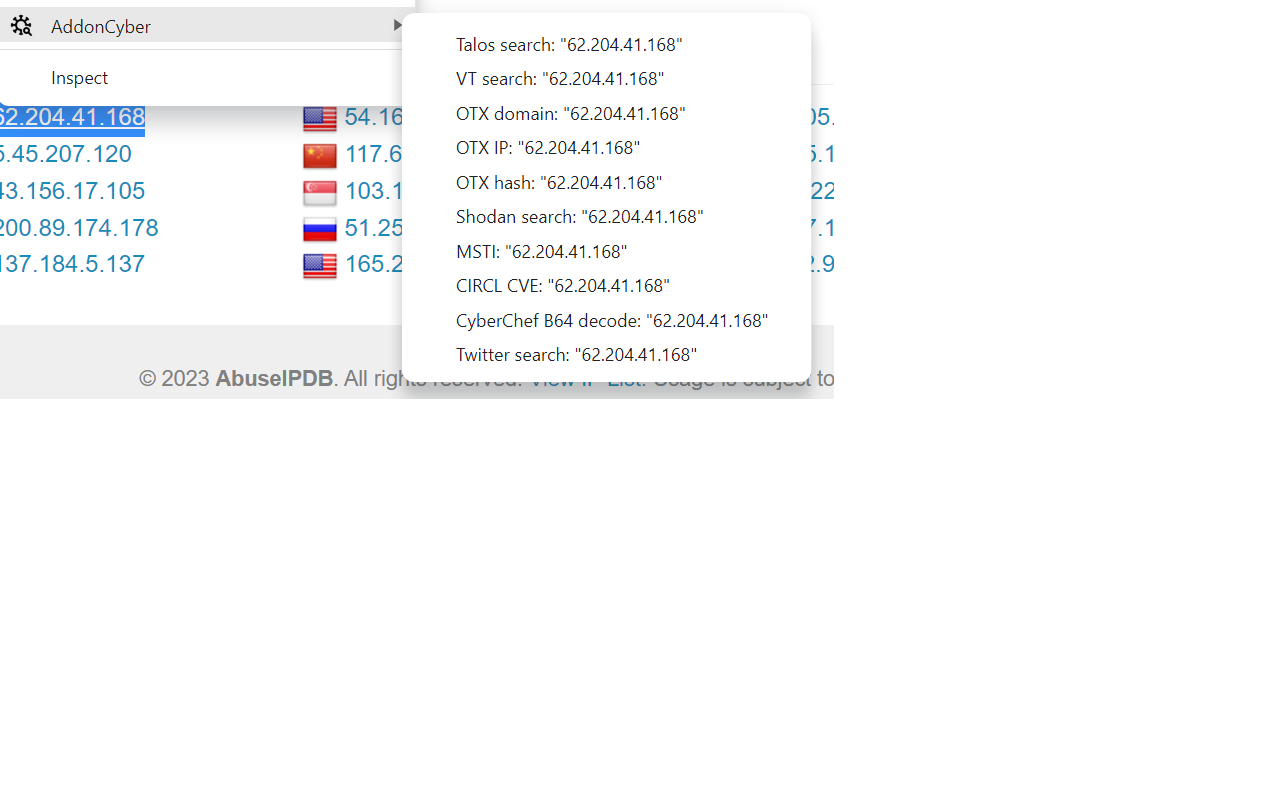 AddonCyber
Inspect
Talos search: "62.204.41.168"
VT search: "62.204.41.168"
OTX domain: "62.204.41.168"
OTX IP: "62.204.41.168"
OTX hash: "62.204.41.168"
Shodan search: "62.204.41.168"
MSTI: "62.204.41.168"
CIRCL CVE: "62.204.41.168"
CyberChef B64 decode: "62.204.41.168"
Twitter search: "62.204.41.168"
62.204.41.168 54.16 05.
5.45.207.120 117.6 5.1
43.156.17.105 103.1 22
200.89.174.178 51.25 7.1
137.184.5.137 165.2 2.9
© 2023 AbuseIPDB. All rights reserved. View IP List. Usage is subject to